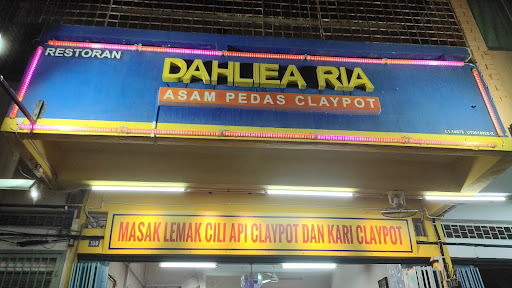 RESTORAN
DAHLIEA RIA
ASAM PEDAS CLAYPOT
MASAK LEMAK CILI API CLAYPOT DAN KARI CLAYPOT